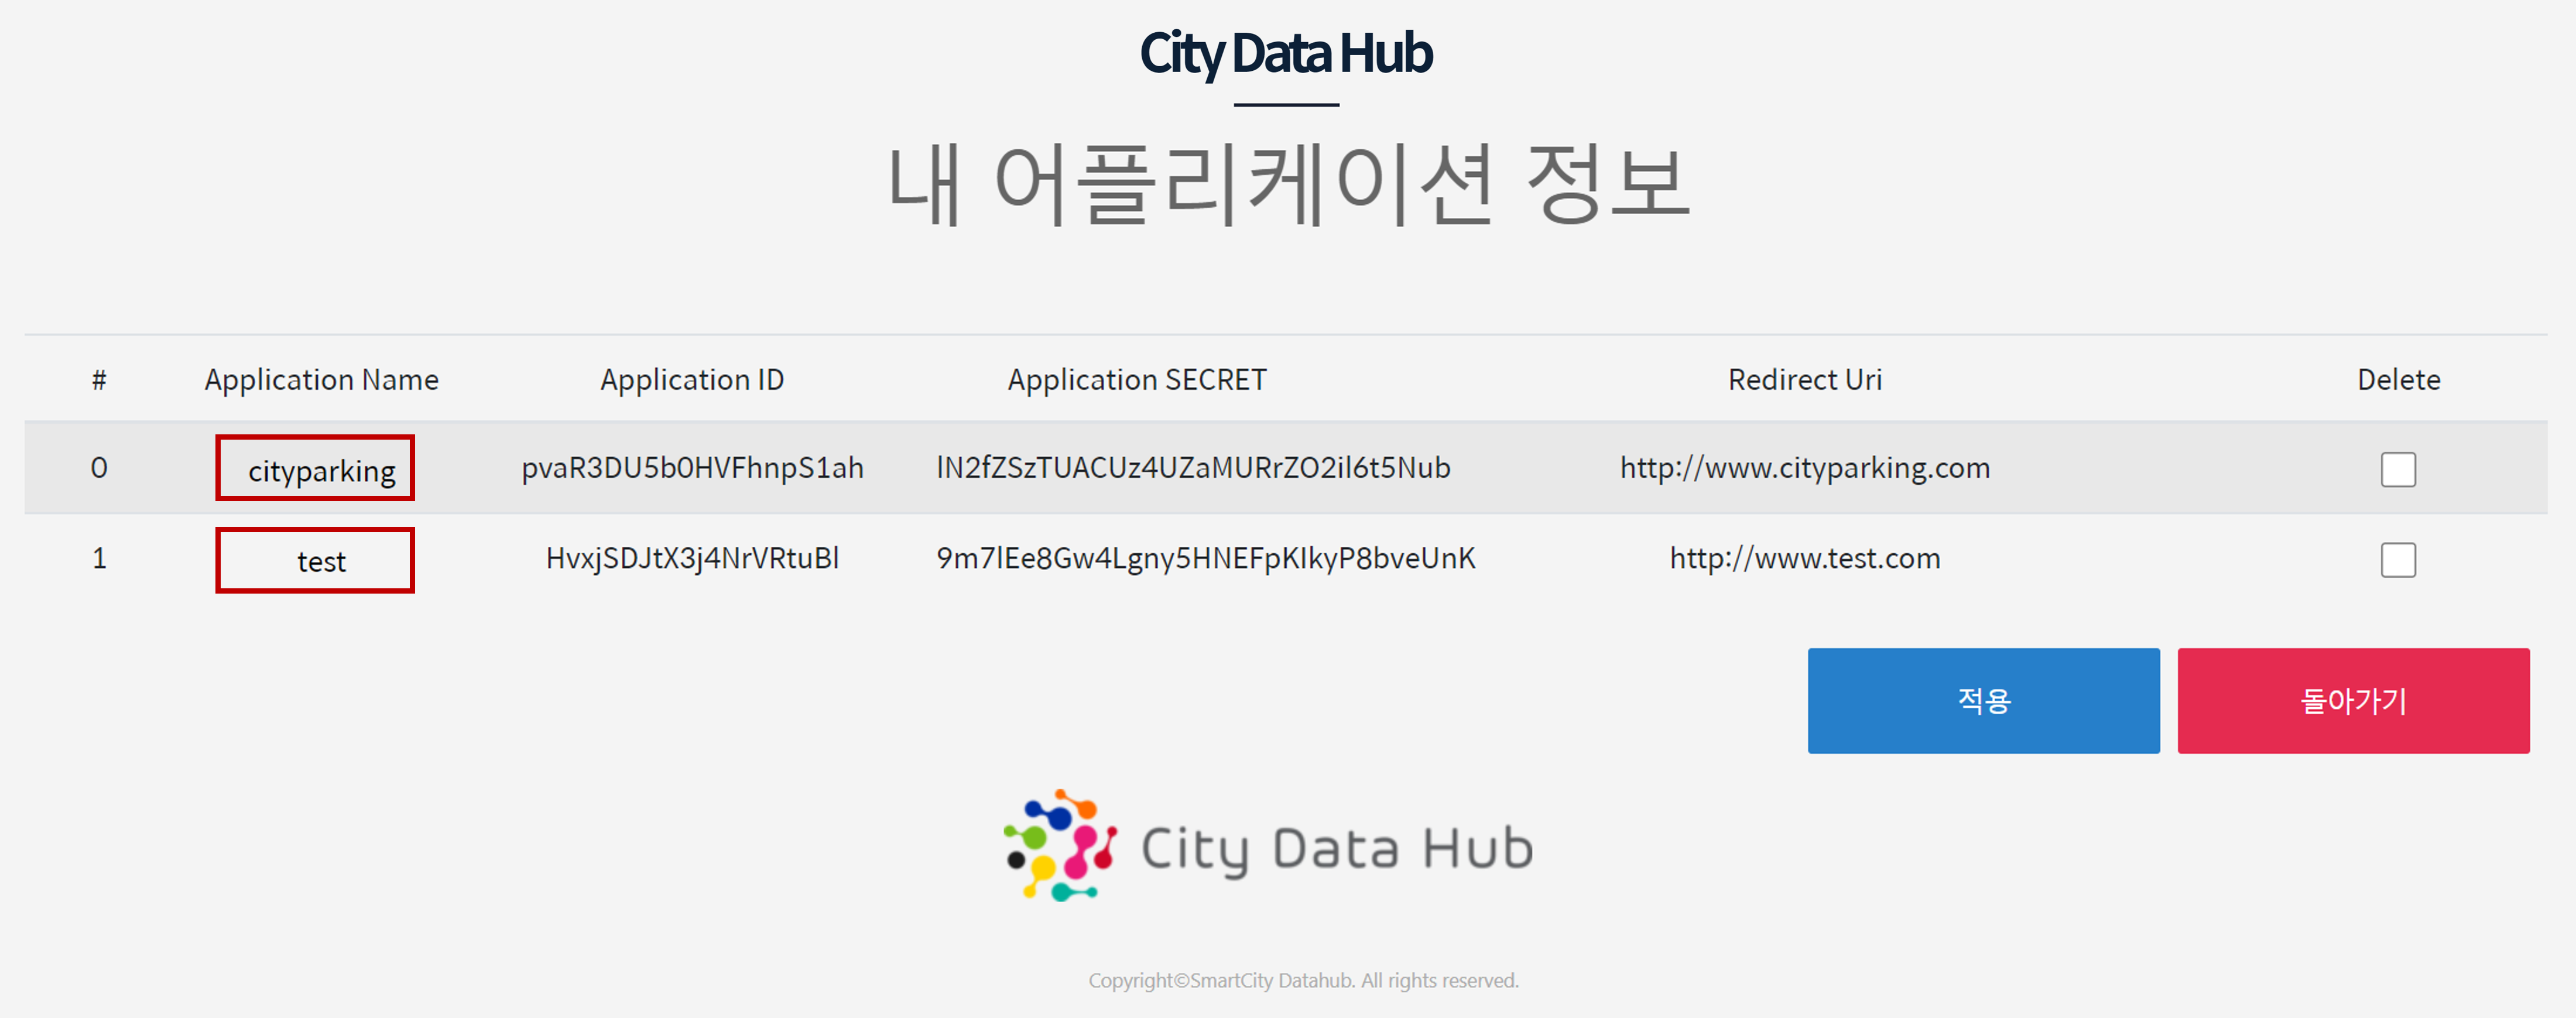 City Data Hub
내 어플리케이션 정보
# Application Name Application ID Application SECRET Redirect Uri Delete
0 cityparking pvaR3DU5b0HVFhnpS1ah lN2fZSzTUACUz4UZaMURrZO2il6t5Nub http://www.cityparking.com
1 test HvxjSDJtX3j4NrVRtuBl 9m7lEe8Gw4Lgny5HNEFpKIkyP8bveUnK http://www.test.com
적용 돌아가기
City Data Hub
Copyright©SmartCity Datahub. All rights reserved.